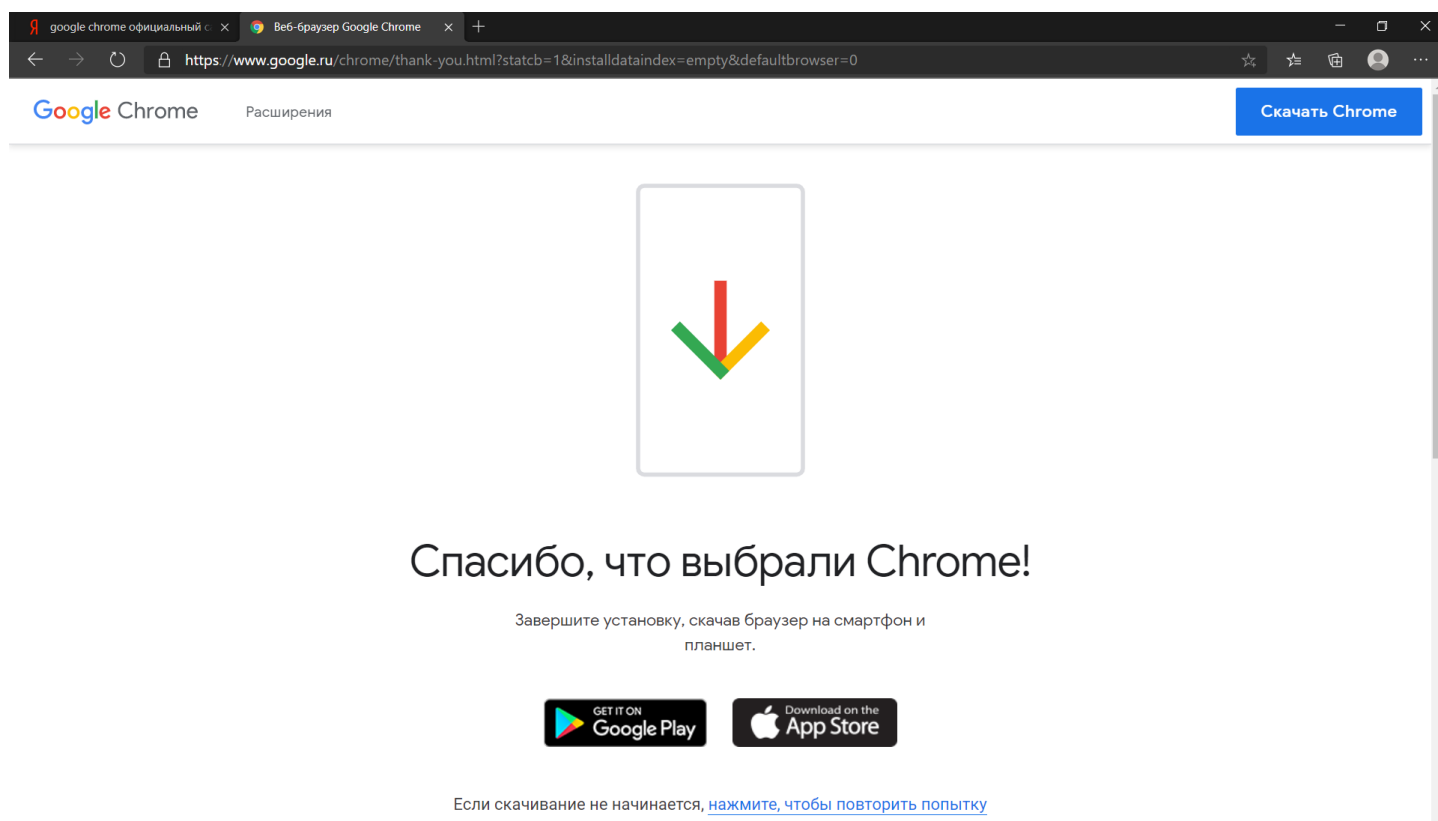 Я google chrome официальный с
Веб-браузер Google Chrome
https://www.google.ru/chrome/thank-you.html?statcb=1&installdataindex=empty&defaultbrowser=0
Google Chrome
Расширения
Скачать Chrome
Спасибо, что выбрали Chrome!
Завершите установку, скачав браузер на смартфон и
планшет.
GET IT ON
Google Play
Download on the
App Store
Если скачивание не начинается, нажмите, чтобы повторить попытку